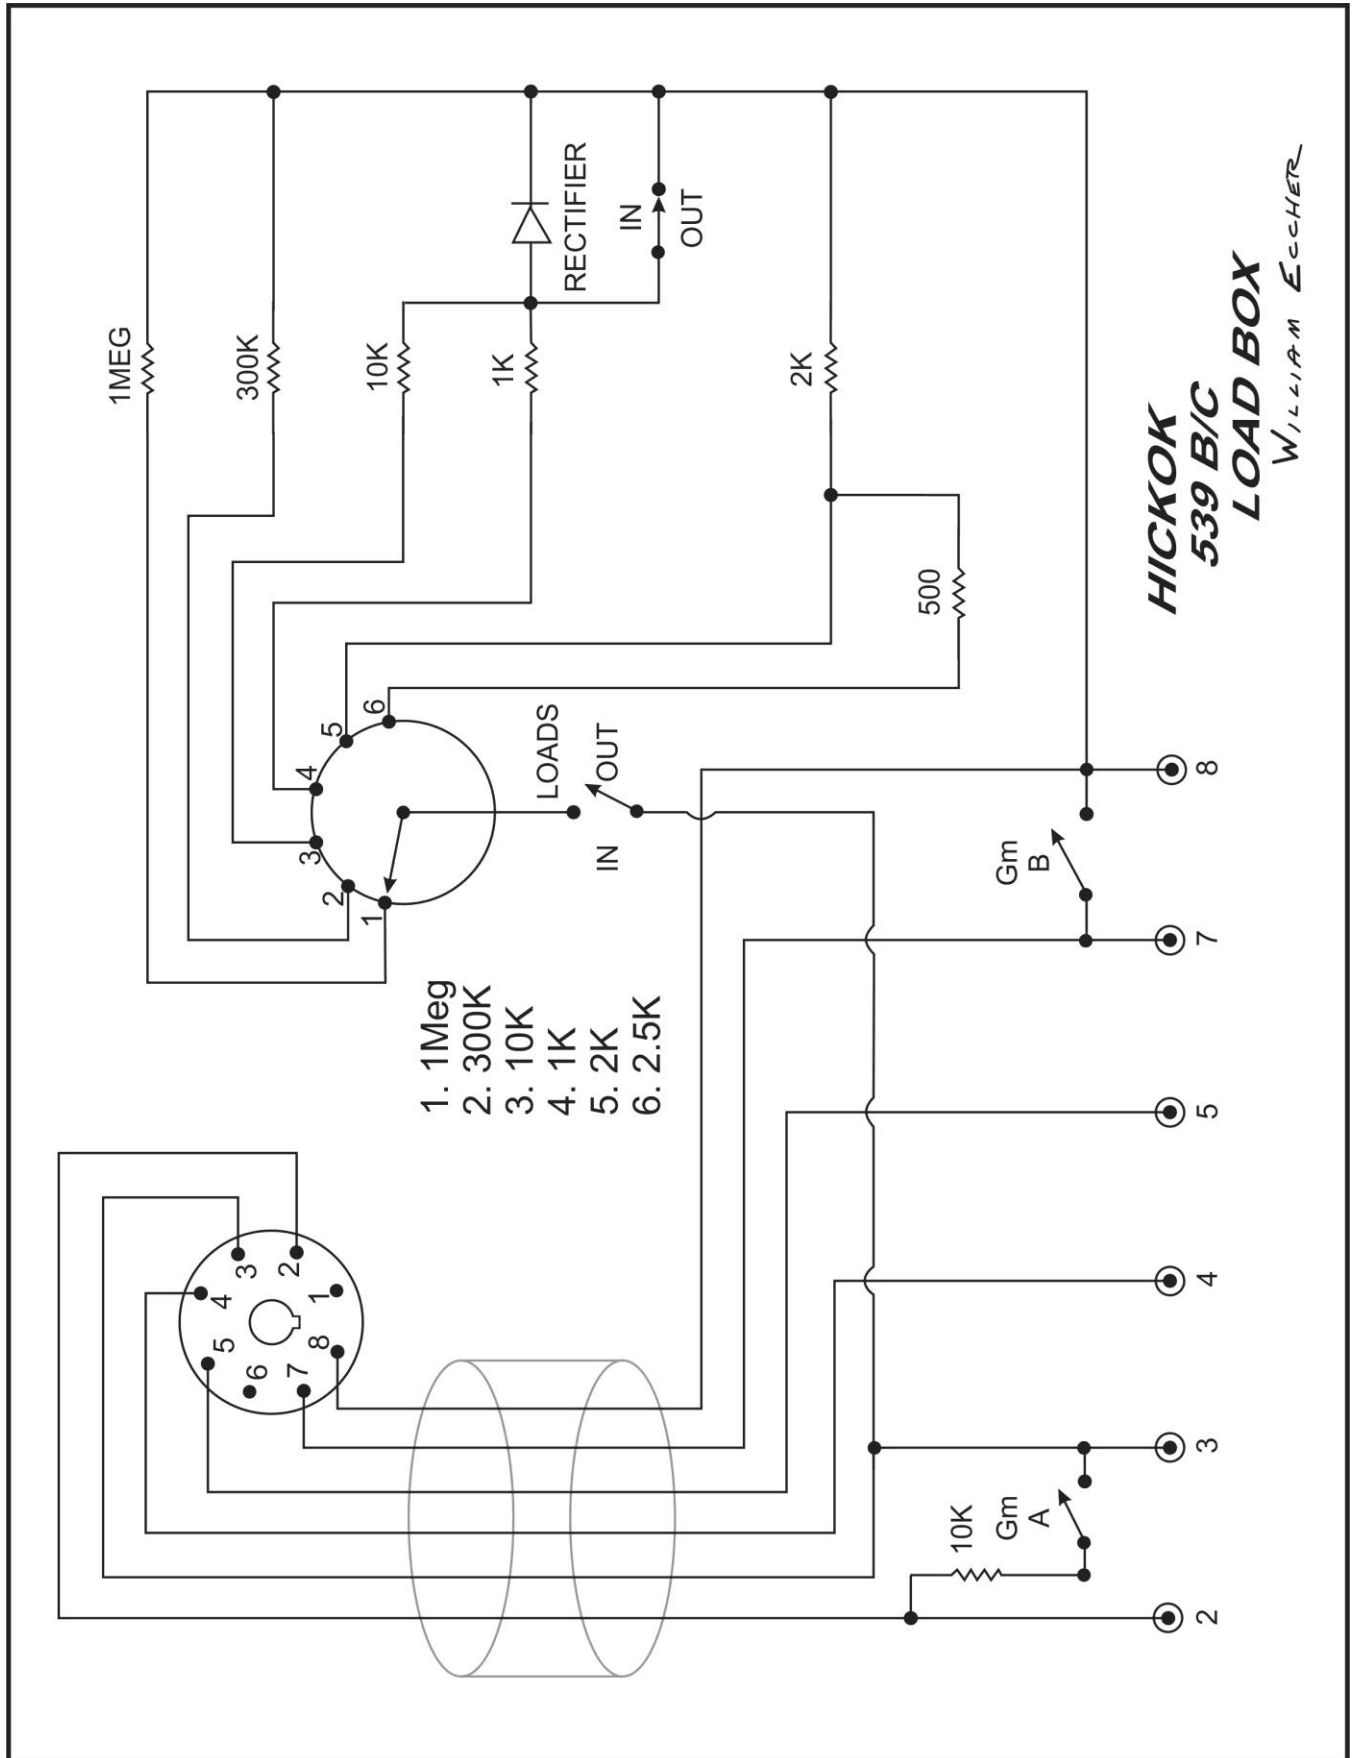 1MEG
300K
10K
1K
RECTIFIER
IN
OUT
2K
500
1
2
3
4
5
6
LOADS
IN
OUT
1. 1Meg
2. 300K
3. 10K
4. 1K
5. 2K
6. 2.5K
1
2
3
4
5
6
7
8
10K
Gm
A
Gm
B
2
3
4
5
7
8
HICKOK
539 B/C
LOAD BOX
WILLIAM ECCHER